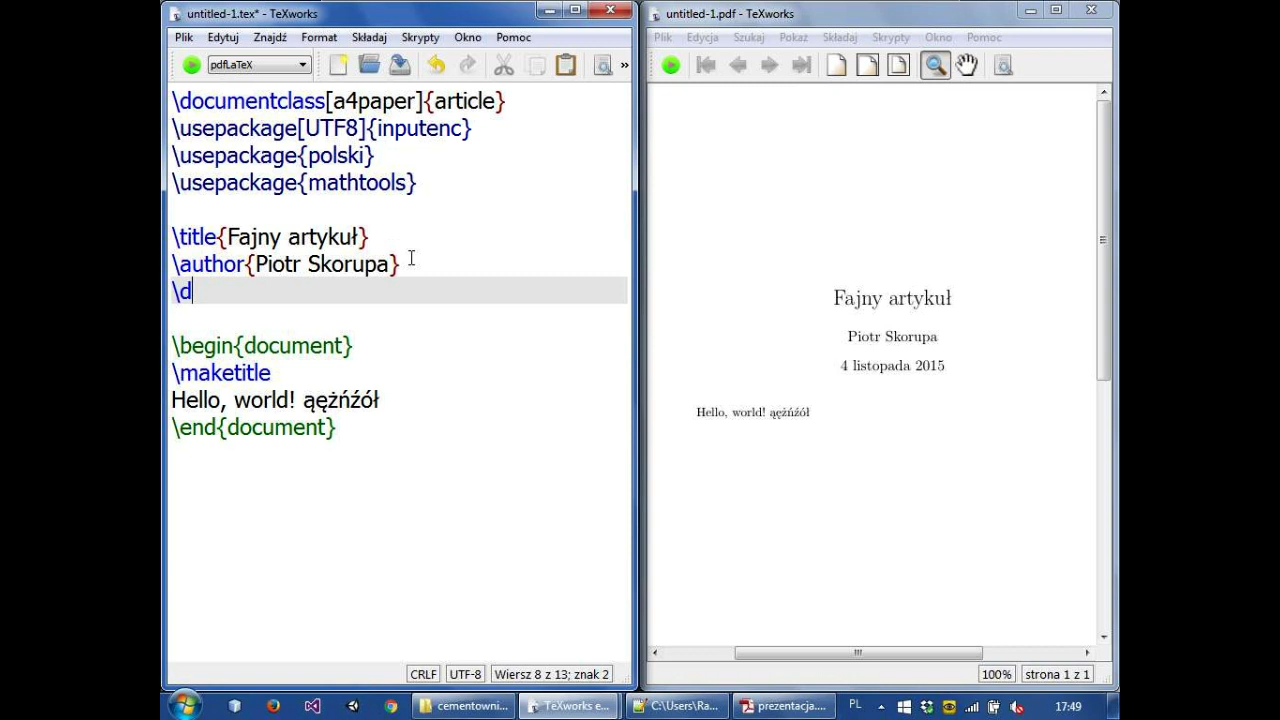 untitled-1.tex* - TeXworks
Plik Edytuj Znajdź Format Składaj Skrypty Okno Pomoc
pdfLaTeX
»
\documentclass[a4paper]{article}
\usepackage[UTF8]{inputenc}
\usepackage{polski}
\usepackage{mathtools}
\title{Fajny artykuł}
\author{Piotr Skorupa}
\d
\begin{document}
\maketitle
Hello, world! ąężńźół
\end{document}
CRLF UTF-8 Wiersz 8 z 13; znak 2
untitled-1.pdf - TeXworks
Plik Edycja Szukaj Pokaż Składaj Skrypty Okno Pomoc
Fajny artykuł
Piotr Skorupa
4 listopada 2015
Hello, world! ąężńźół
100% strona 1 z 1
cementowni... TeXworks e... C:\Users\Ra... prezentacja.... PL 17:49